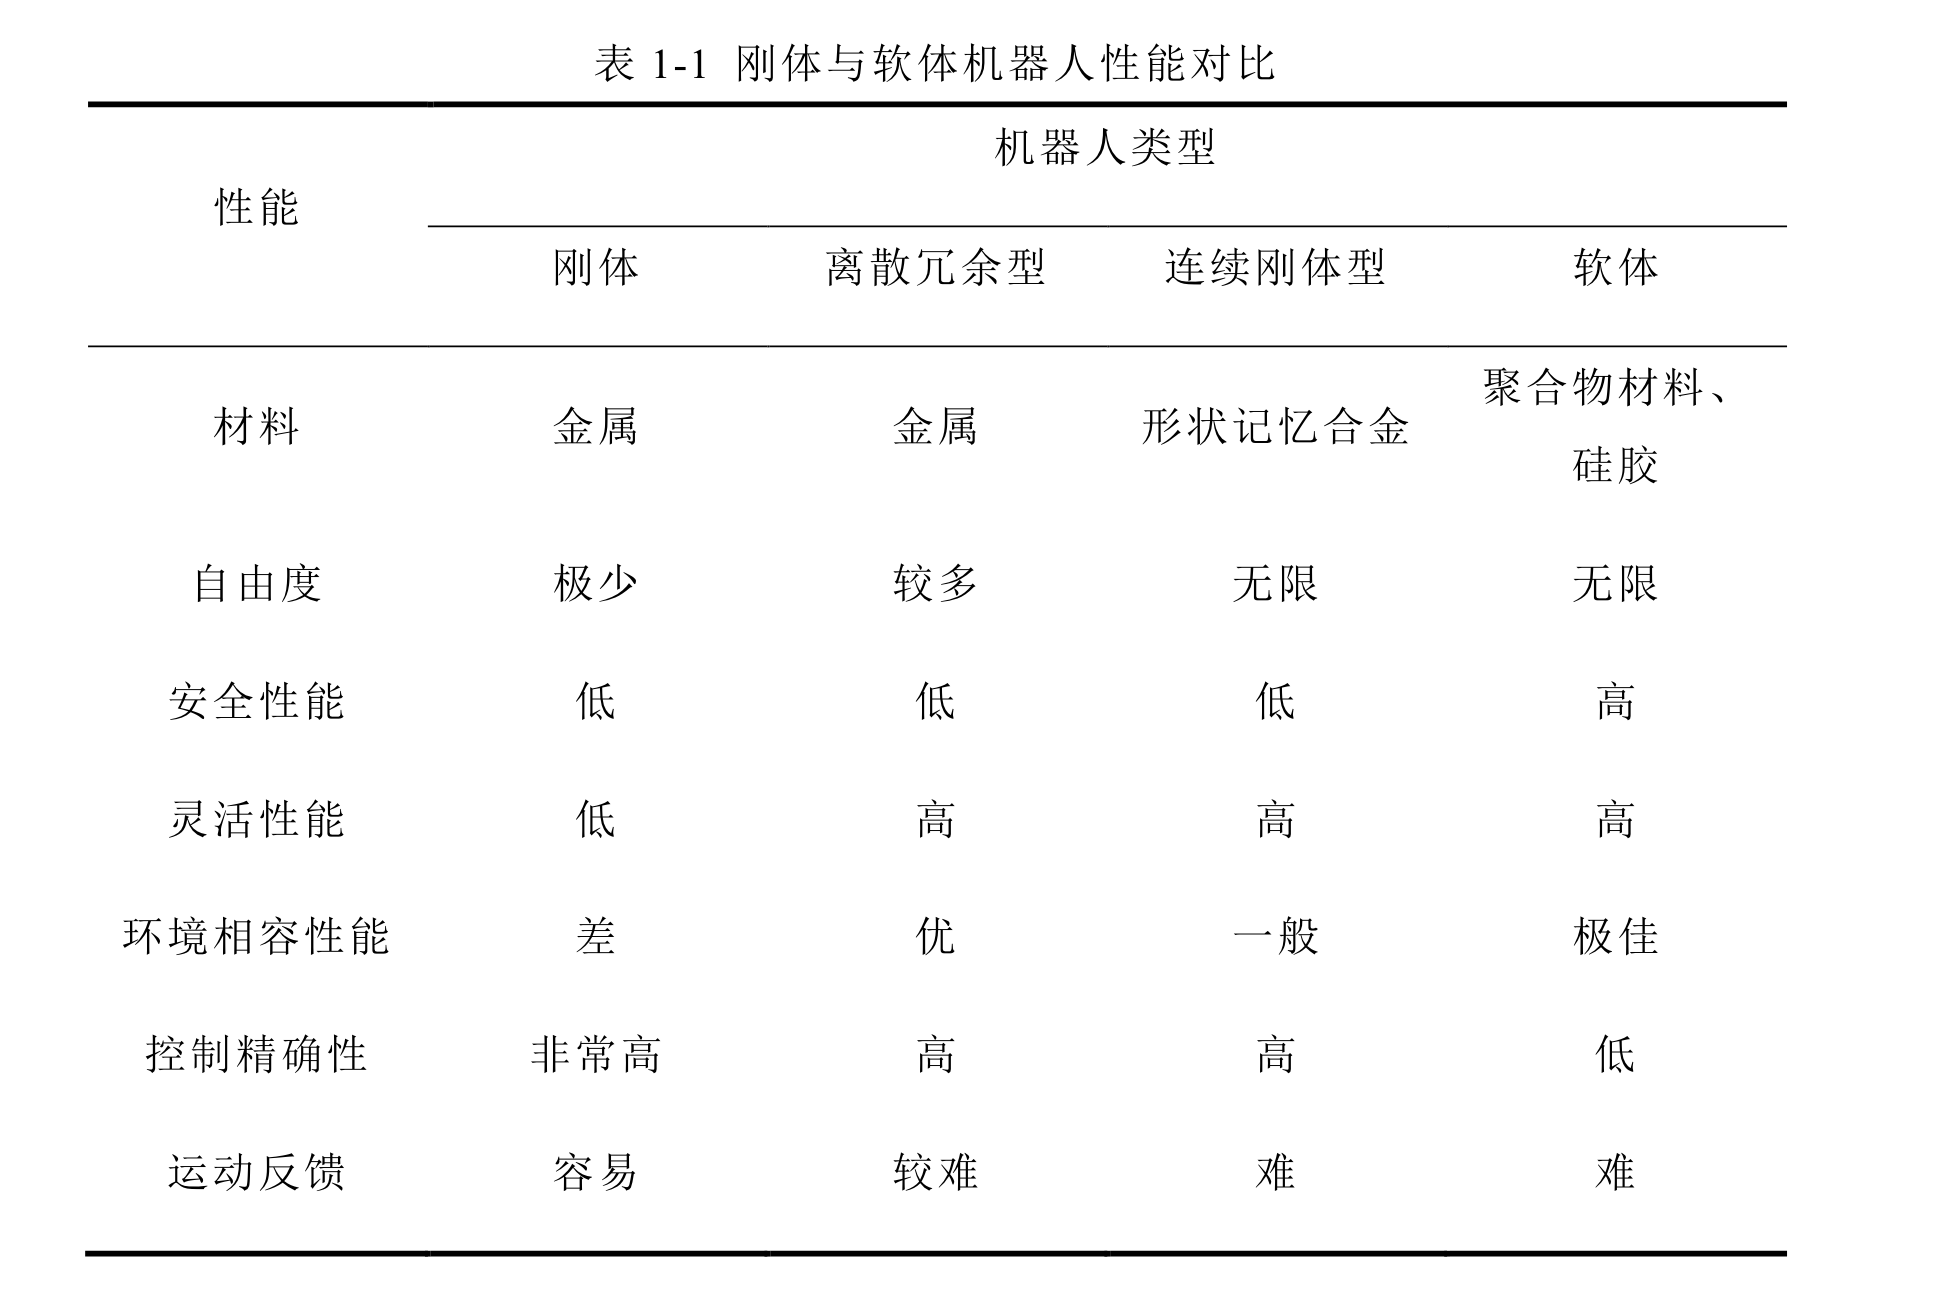 表 1-1 刚体与软体机器人性能对比
性能 机器人类型
刚体 离散冗余型 连续刚体型 软体
材料 金属 金属 形状记忆合金 聚合物材料、
硅胶
自由度 极少 较多 无限 无限
安全性能 低 低 低 高
灵活性能 低 高 高 高
环境相容性能 差 优 一般 极佳
控制精确性 非常高 高 高 低
运动反馈 容易 较难 难 难